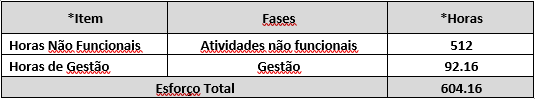 *Item Fases *Horas
Horas Não Funcionais Atividades não funcionais 512
Horas de Gestão Gestão 92.16
Esforço Total 604.16